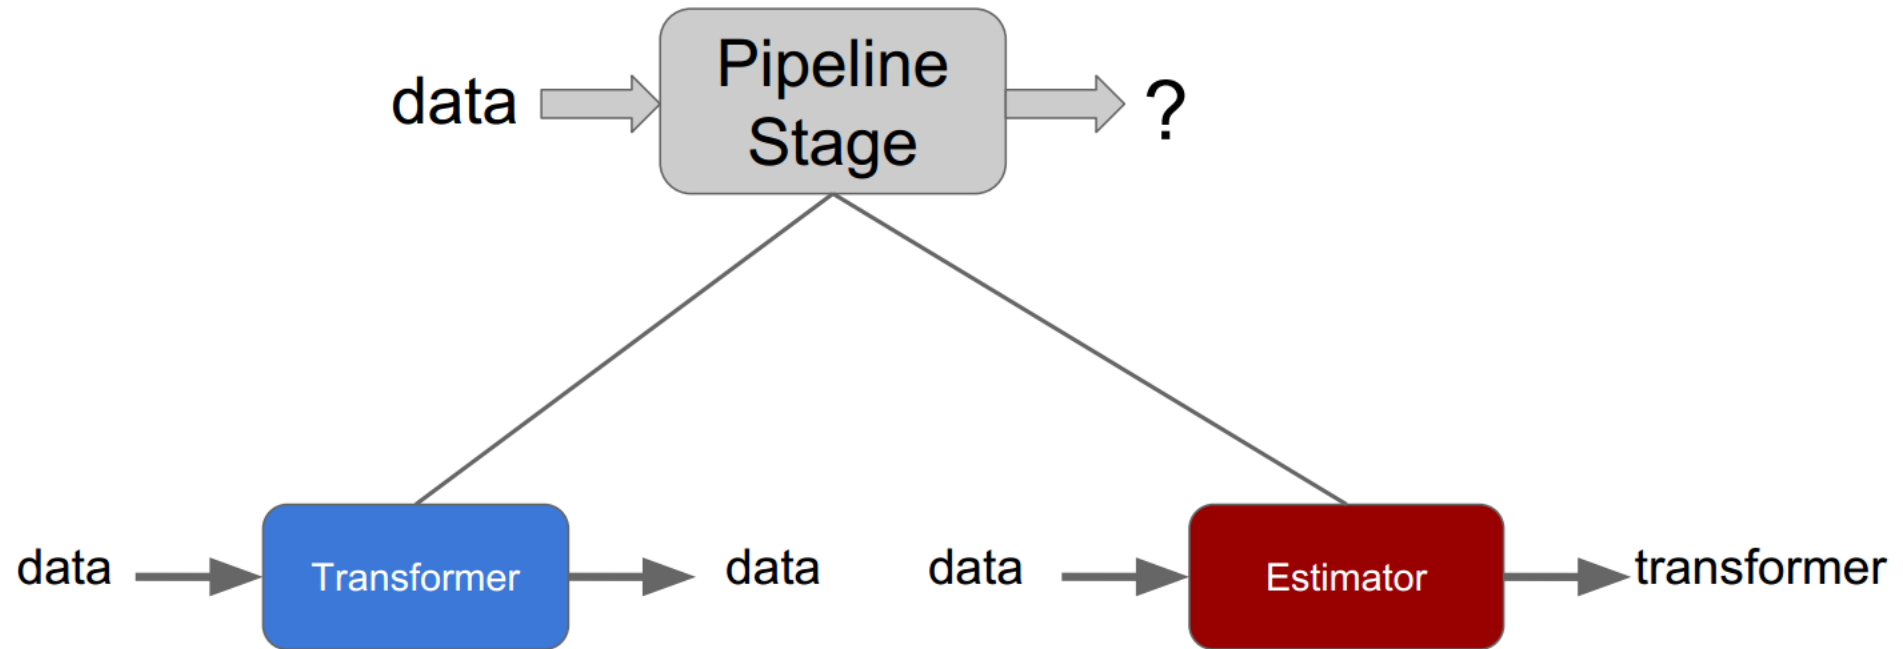 data
Pipeline
Stage
?
data
Transformer
data
data
Estimator
transformer